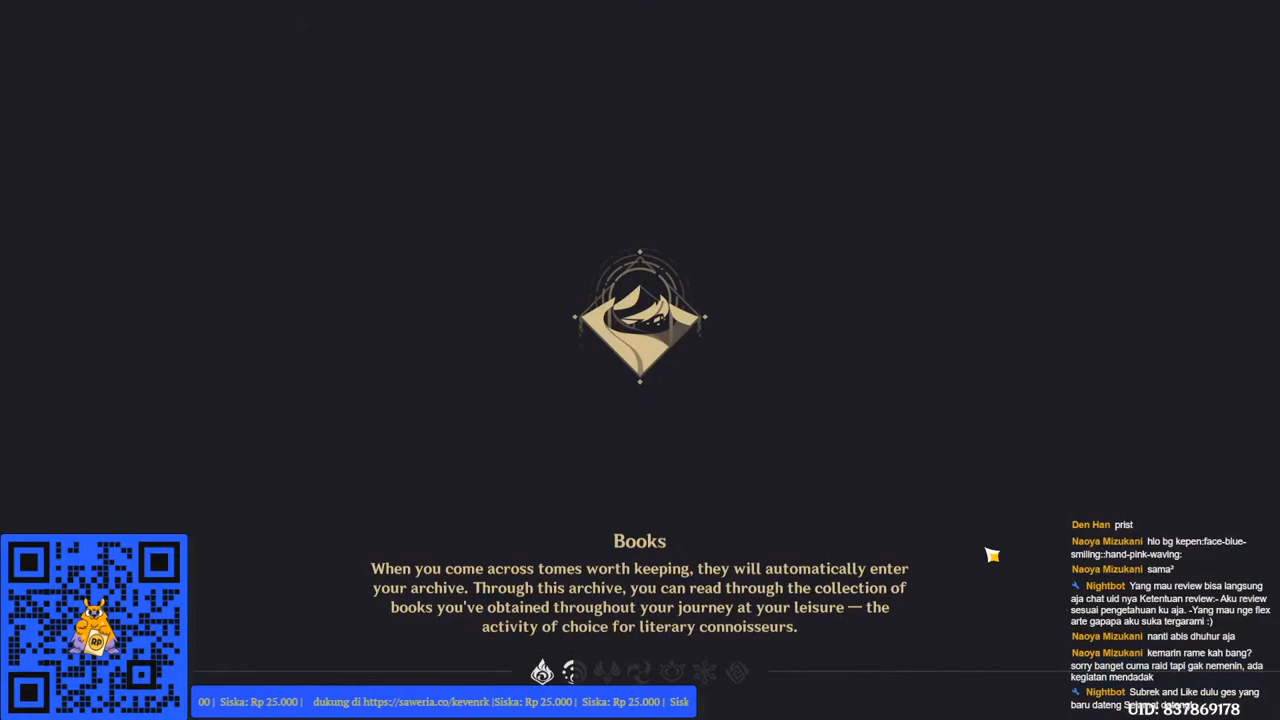 Books
When you come across tomes worth keeping, they will automatically enter
your archive. Through this archive, you can read through the collection of
books you've obtained throughout your journey at your leisure — the
activity of choice for literary connoisseurs.
Den Han prist
Naoya Mizukani hlo bg kepen:face-blue-
smiling::hand-pink-waving:
Naoya Mizukani sama²
Nightbot Yang mau review bisa langsung
aja chat uid nya Ketentuan review:- Aku review
sesuai pengetahuan ku aja. -Yang mau nge flex
arte gapapa aku suka tergarami :)
Naoya Mizukani nanti abis dhuhur aja
Naoya Mizukani kemarin rame kah bang?
sorry banget cuma raid tapi gak nemenin, ada
kegiatan mendadak
Nightbot Subrek and Like dulu ges yang
baru dateng Selamat
UID: 837869178
RP
00 | Siska: Rp 25.000 | dukung di https://saweria.co/kevenrk |Siska: Rp 25.000 | Siska: Rp 25.000 | Sisk